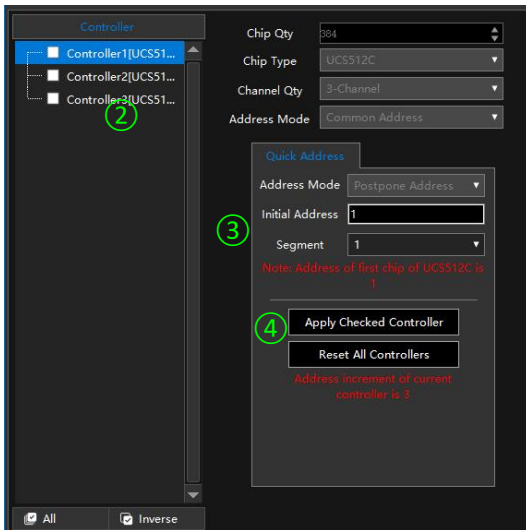 Controller
Controller1[UCS51...
Controller2[UCS51...
Controller3[UCS51...
②
All
Inverse
Chip Qty 384
Chip Type UCS512C
Channel Qty 3-Channel
Address Mode Common Address
Quick Address
Address Mode Postpone Address
③
Initial Address 1
Segment 1
Note: Address of first chip of UCS512C is
1
④
Apply Checked Controller
Reset All Controllers
Address increment of current
controller is 3